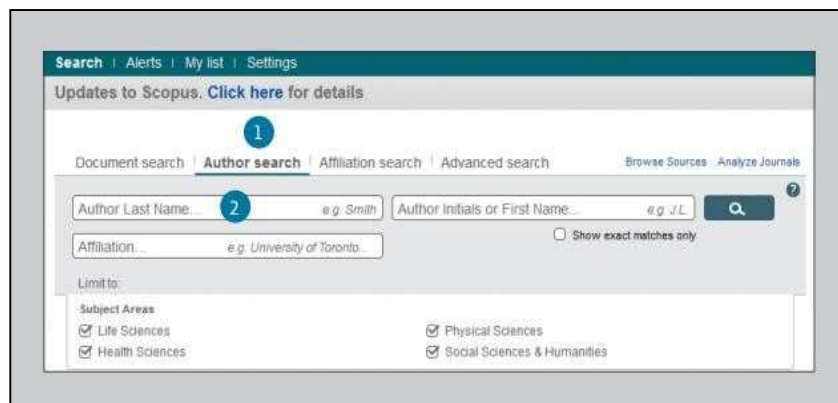 Search | Alerts | My list | Settings
Updates to Scopus. Click here for details
1
Document search | Author search | Affiliation search | Advanced search Browse Sources Analyze Journals
Author Last Name... 2 e.g. Smith Author Initials or First Name... e.g. J.L. ?
Affiliation... e.g. University of Toronto... Show exact matches only
Limit to:
Subject Areas
Life Sciences Physical Sciences
Health Sciences Social Sciences & Humanities